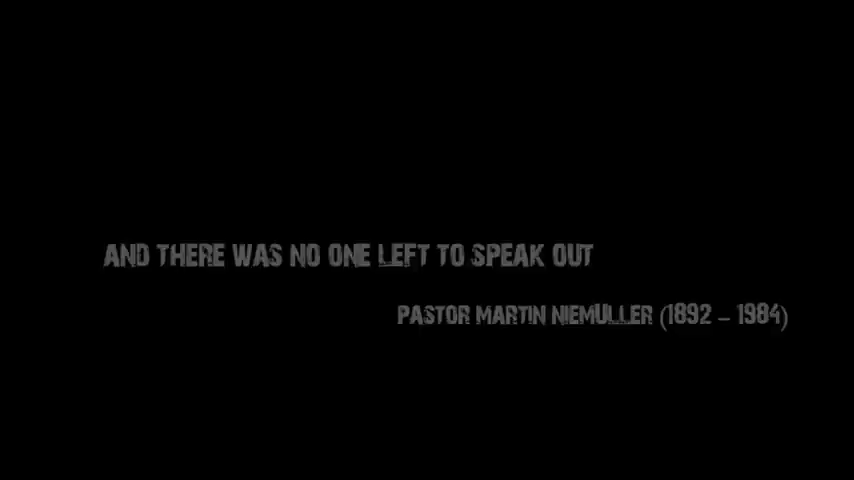 AND THERE WAS NO ONE LEFT TO SPEAK OUT
PASTOR MARTIN NIEMULLER (1892 – 1984)